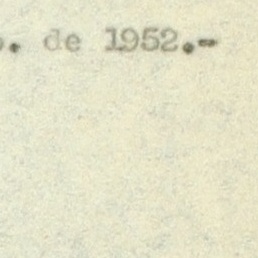 . de 1952.-